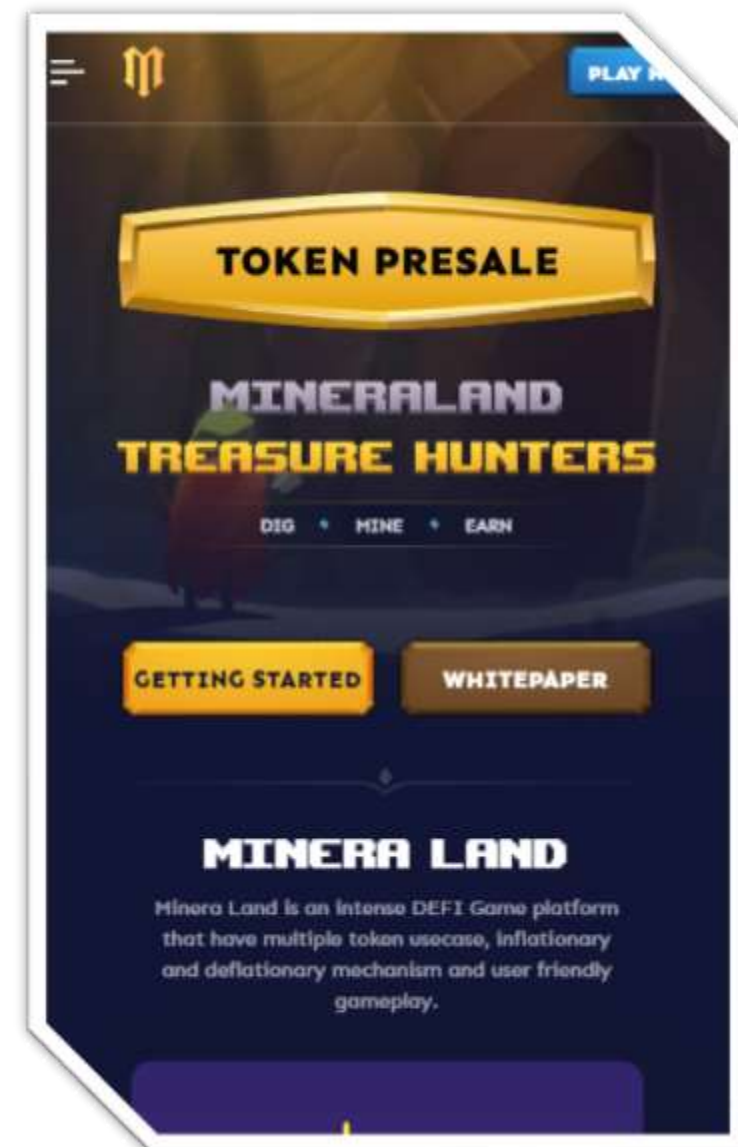 PLAY
TOKEN PRESALE
MINERALAND
TREASURE HUNTERS
DIG • MINE • EARN
GETTING STARTED
WHITEPAPER
MINERA LAND
Minera Land is an intense DEFI Game platform
that have multiple token usecase, inflationary
and deflationary mechanism and user friendly
gameplay.